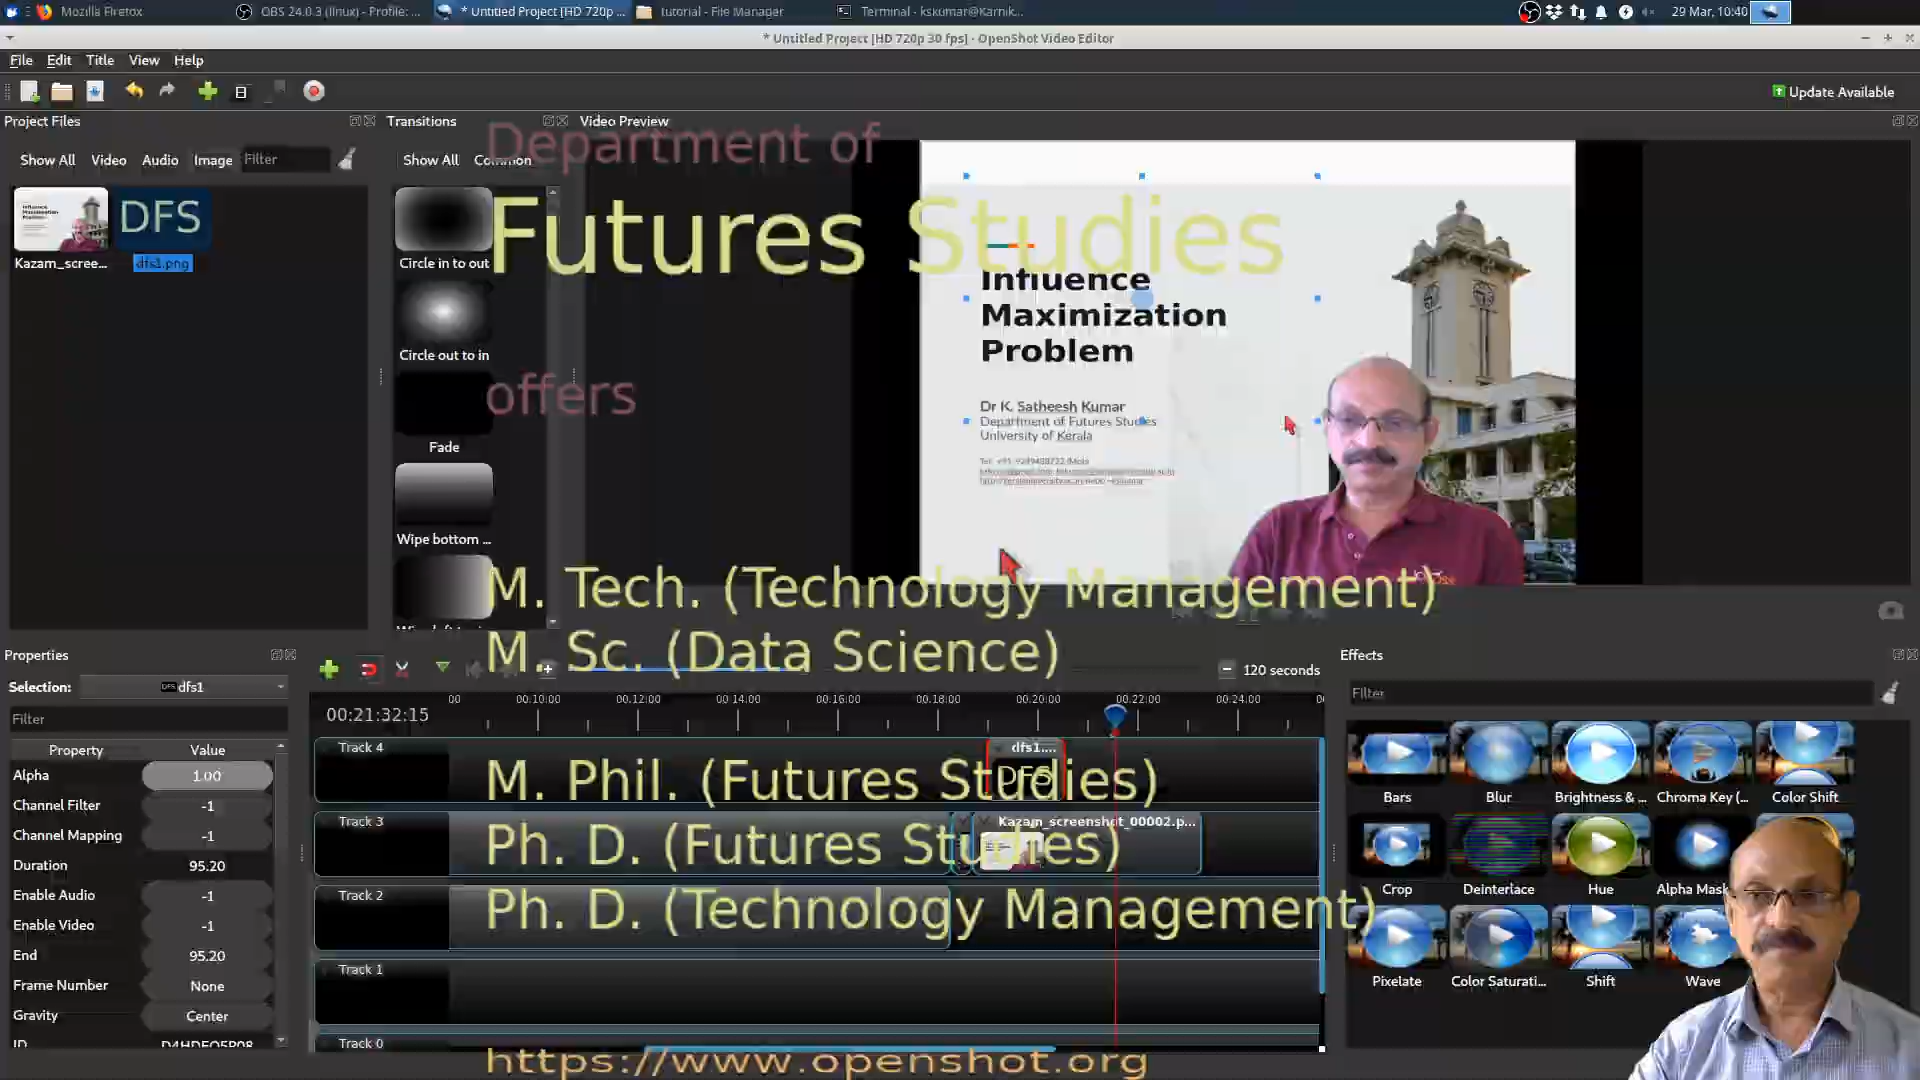 Mozilla Firefox
OBS 24.0.3 (linux) - Profile: ...
* Untitled Project [HD 720p ...
tutorial - File Manager
Terminal - kskumar@Karnik...
29 Mar, 10:40
* Untitled Project [HD 720p 30 fps] - OpenShot Video Editor
File Edit Title View Help
Update Available
Project Files
Transitions
Video Preview
Show All Video Audio Image Filter
Show All Common
Kazam_scree...
DFS
dfs1.png
Circle in to out
Circle out to in
Fade
Wipe bottom ...
Department of
Futures Studies
offers
M. Tech. (Technology Management)
M. Sc. (Data Science)
M. Phil. (Futures Studies)
Ph. D. (Futures Studies)
Ph. D. (Technology Management)
https://www.openshot.org
Influence
Maximization
Problem
Dr K. Satheesh Kumar
Department of Futures Studies
University of Kerala
Properties
Selection: dfs1
Filter
Property Value
Alpha 1.00
Channel Filter -1
Channel Mapping -1
Duration 95.20
Enable Audio -1
Enable Video -1
End 95.20
Frame Number None
Gravity Center
120 seconds
00:21:32:15
00 00:10:00 00:12:00 00:14:00 00:16:00 00:18:00 00:20:00 00:22:00 00:24:00
Track 4
dfs1....
DFS
Track 3
Kazam_screenshot_00002.p...
Track 2
Track 1
Track 0
Effects
Filter
Bars
Blur
Brightness & ...
Chroma Key (...
Color Shift
Crop
Deinterlace
Hue
Alpha Mask
Pixelate
Color Saturati...
Shift
Wave